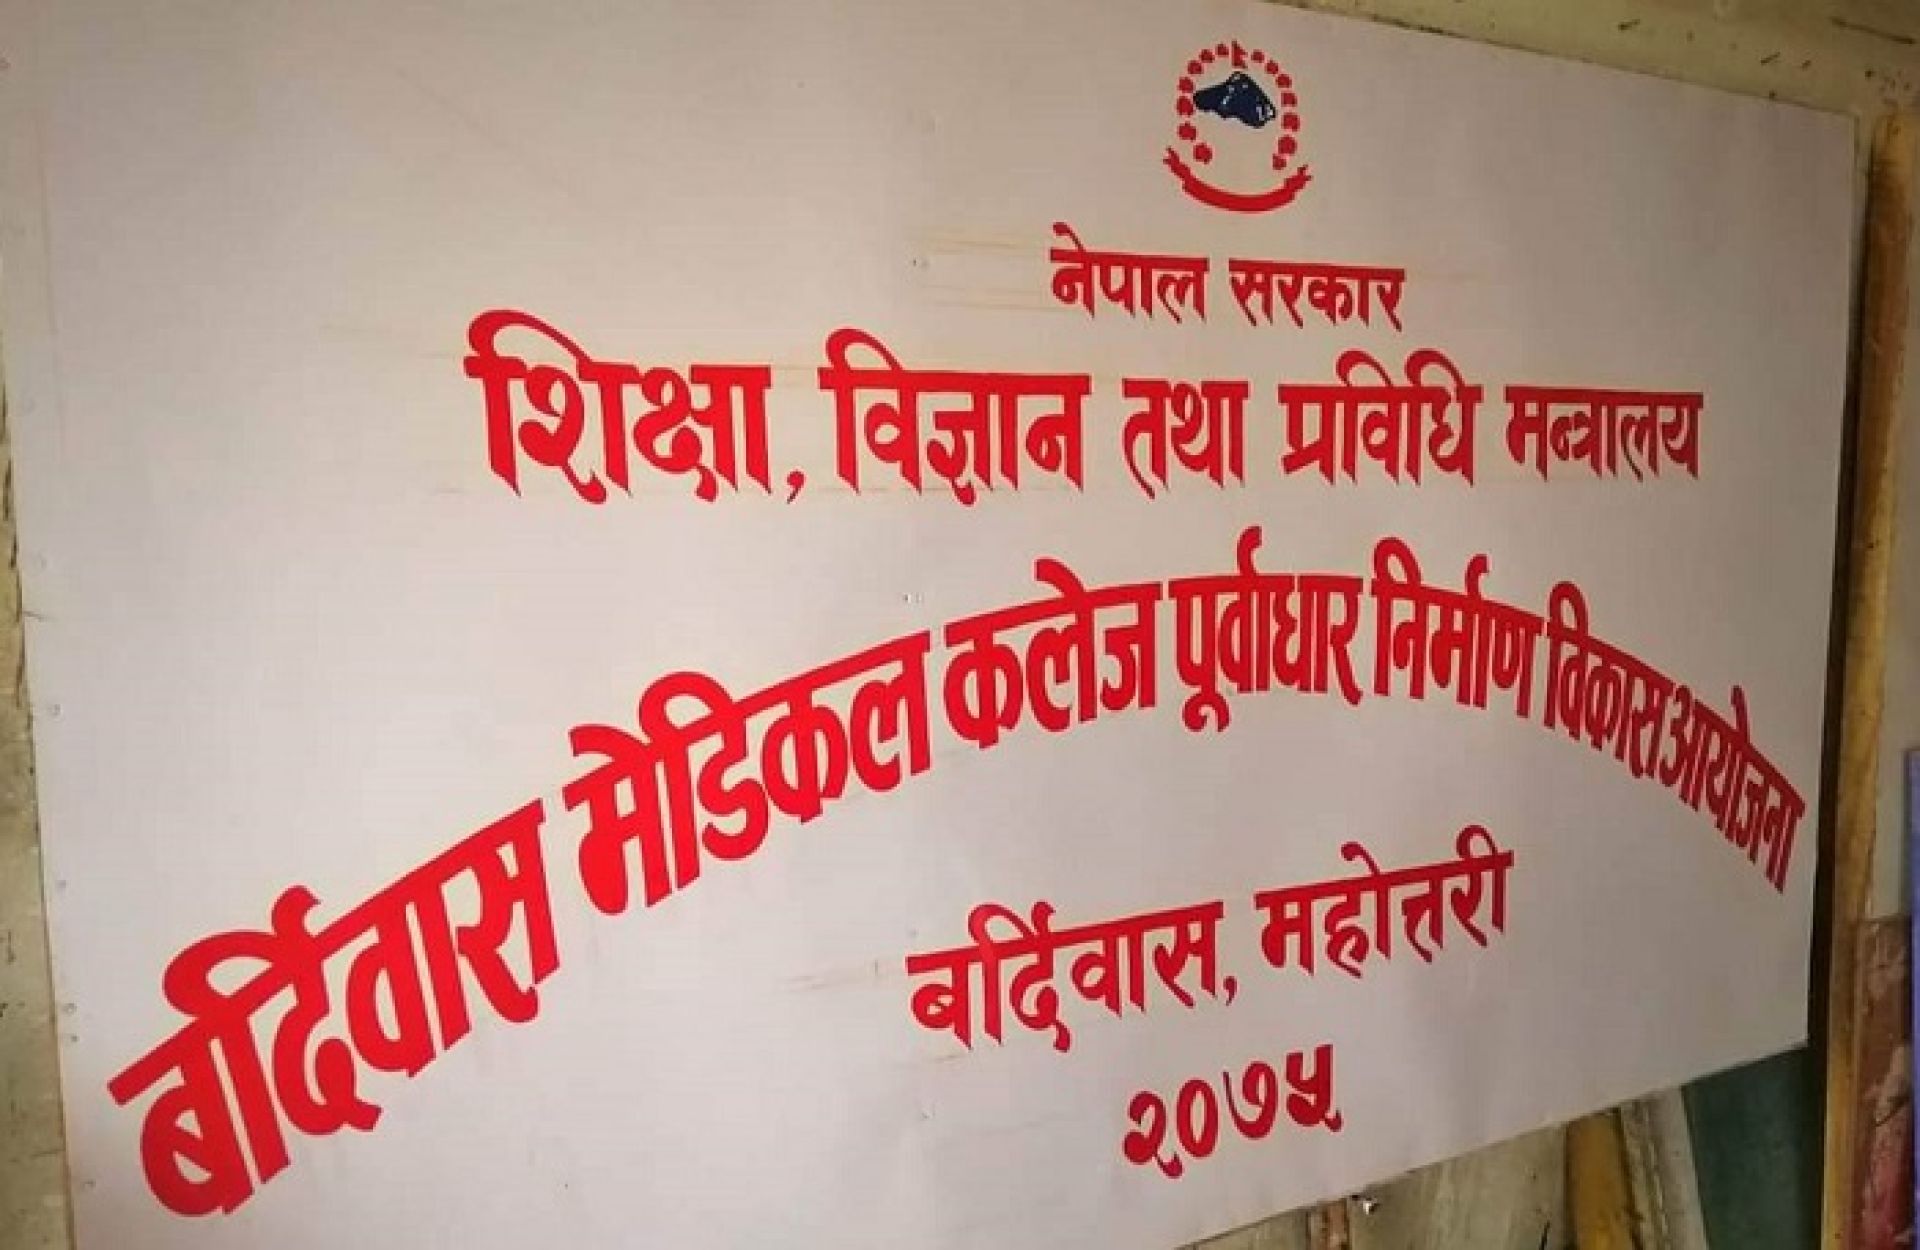 नेपाल सरकार
शिक्षा, विज्ञान तथा प्रविधि मन्त्रालय
बर्दिवास मेडिकल कलेज पूर्वाधार निर्माण विकास आयोजना
बर्दिवास, महोत्तरी
२०७५